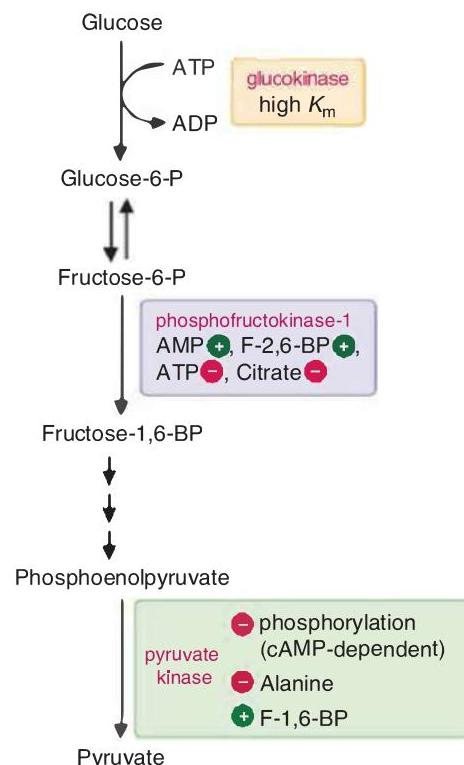 Glucose
ATP
glucokinase
high Km
ADP
Glucose-6-P
Fructose-6-P
phosphofructokinase-1
AMP+, F-2,6-BP+,
ATP−, Citrate−
Fructose-1,6-BP
Phosphoenolpyruvate
pyruvate
kinase
− phosphorylation
(cAMP-dependent)
− Alanine
+ F-1,6-BP
Pyruvate